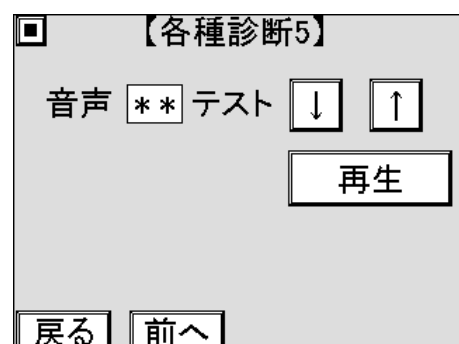 【各種診断5】
音声 ** テスト ↓ ↑
再生
戻る 前へ